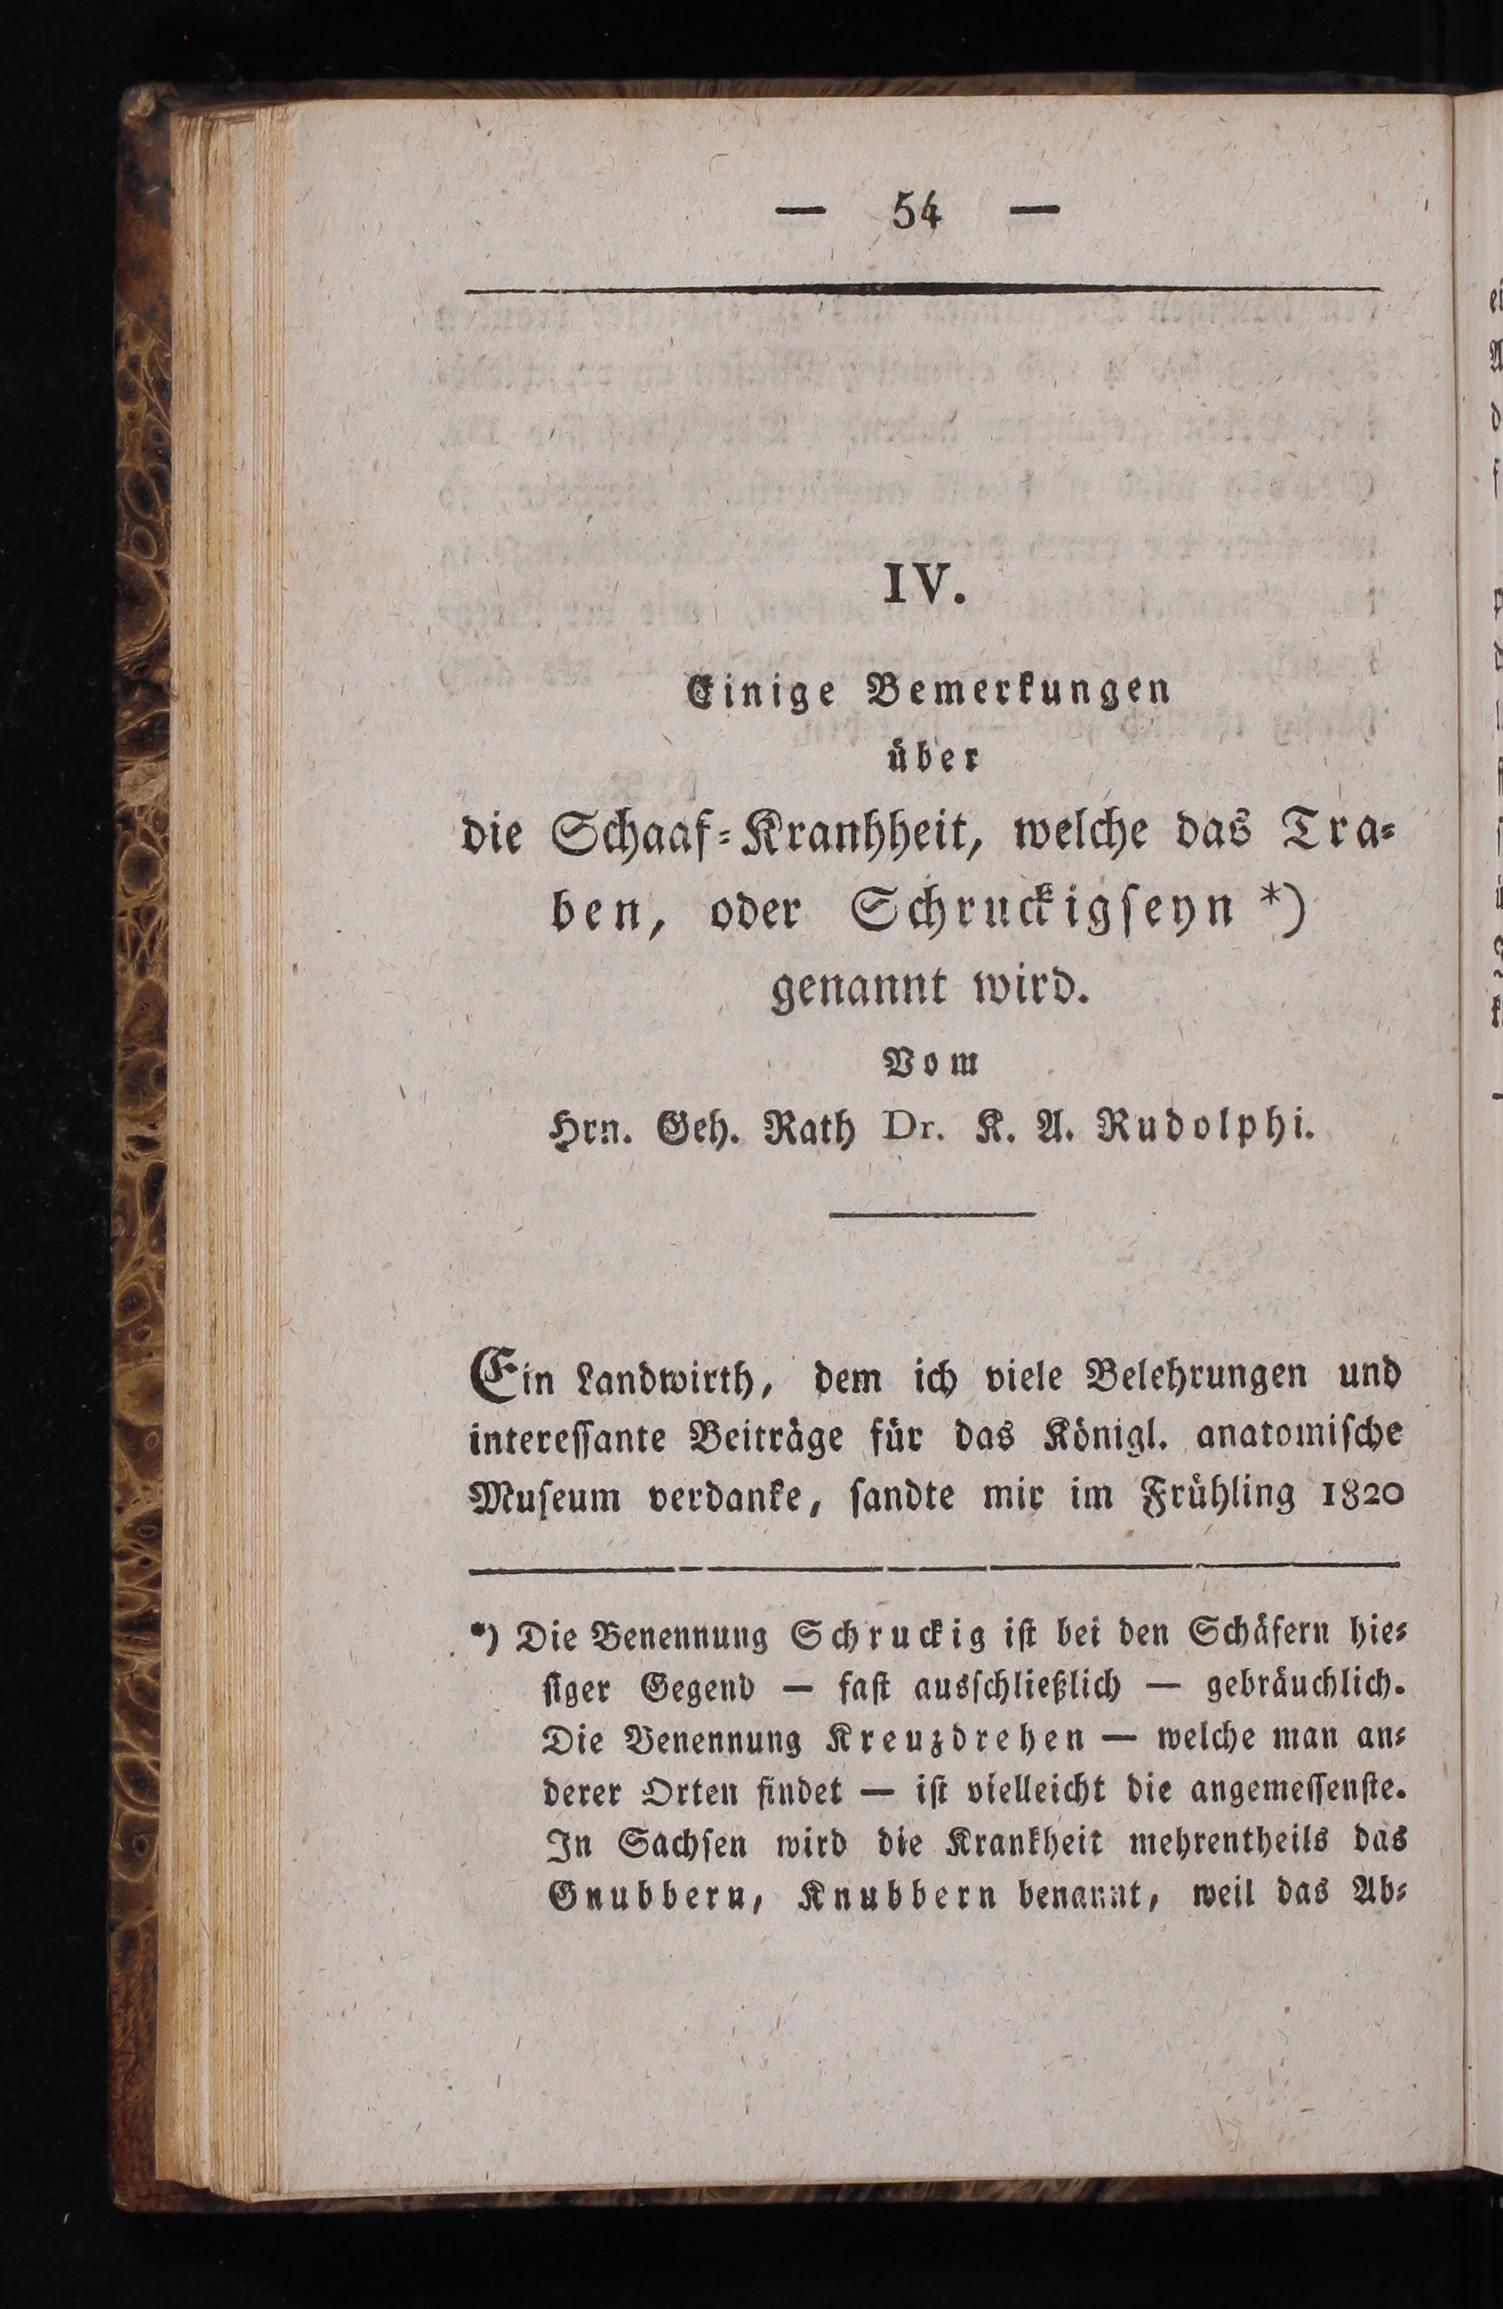 — 54 —
IV.
Einige Bemerkungen
über
die Schaaf-Kranhheit, welche das Tra-
ben, oder Schruckigſeyn *)
genannt wird.
Vom
Hrn. Geh. Rath Dr. K. A. Rudolphi.
Ein Landwirth, dem ich viele Belehrungen und
intereſſante Beiträge für das Königl. anatomiſche
Muſeum verdanke, ſandte mir im Frühling 1820
*) Die Benennung Schruckig iſt bei den Schäfern hie-
ſiger Gegend — faſt ausſchließlich — gebräuchlich.
Die Benennung Kreuzdrehen — welche man an-
derer Orten findet — iſt vielleicht die angemeſſenſte.
In Sachſen wird die Krankheit mehrentheils das
Gnubbern, Knubbern benannt, weil das Ab-